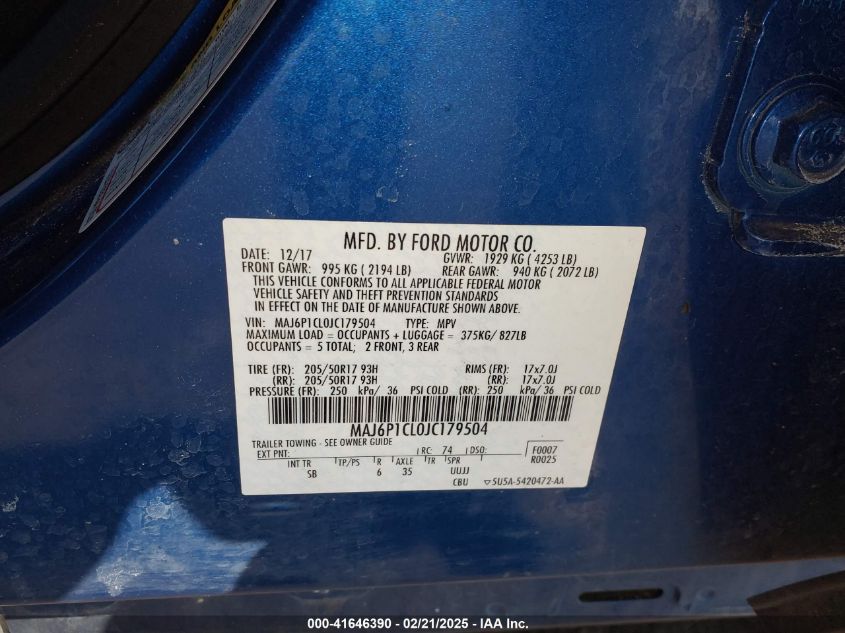 MFD. BY FORD MOTOR CO.
DATE: 12/17 GVWR: 1929 KG ( 4253 LB)
FRONT GAWR: 995 KG ( 2194 LB) REAR GAWR: 940 KG ( 2072 LB)
THIS VEHICLE CONFORMS TO ALL APPLICABLE FEDERAL MOTOR
VEHICLE SAFETY AND THEFT PREVENTION STANDARDS
IN EFFECT ON THE DATE OF MANUFACTURE SHOWN ABOVE.
VIN: MAJ6P1CL0JC179504 TYPE: MPV
MAXIMUM LOAD = OCCUPANTS + LUGGAGE = 375KG/ 827LB
OCCUPANTS = 5 TOTAL; 2 FRONT, 3 REAR
TIRE (FR): 205/50R17 93H RIMS (FR): 17x7.0J
(RR): 205/50R17 93H (RR): 17x7.0J
PRESSURE (FR): 250 kPa/ 36 PSI COLD (RR): 250 kPa/ 36 PSI COLD
MAJ6P1CL0JC179504
TRAILER TOWING - SEE OWNER GUIDE
EXT PNT: RC: 74 DSO: F0007
R0025
INT TR TP/PS R AXLE TR SPR
SB 6 35 UUJJ
CBU 5U5A-5420472-AA
000-41646390 - 02/21/2025 - IAA Inc.